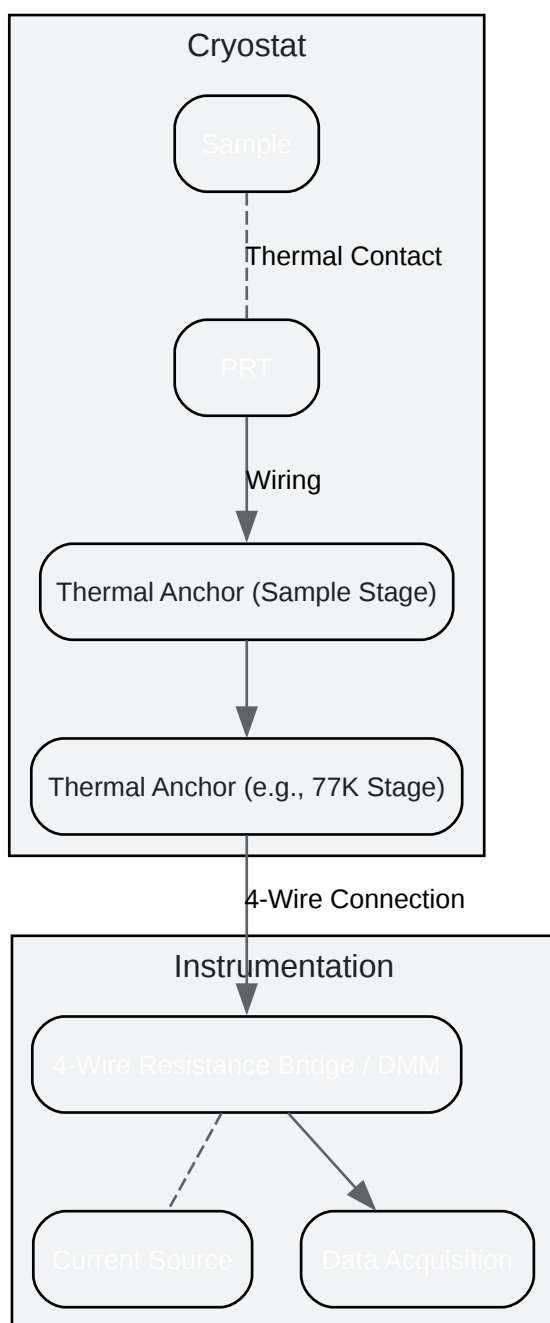 Cryostat
Sample
Thermal Contact
PRT
Wiring
Thermal Anchor (Sample Stage)
Thermal Anchor (e.g., 77K Stage)
4-Wire Connection
Instrumentation
4-Wire Resistance Bridge / DMM
Current Source
Data Acquisition